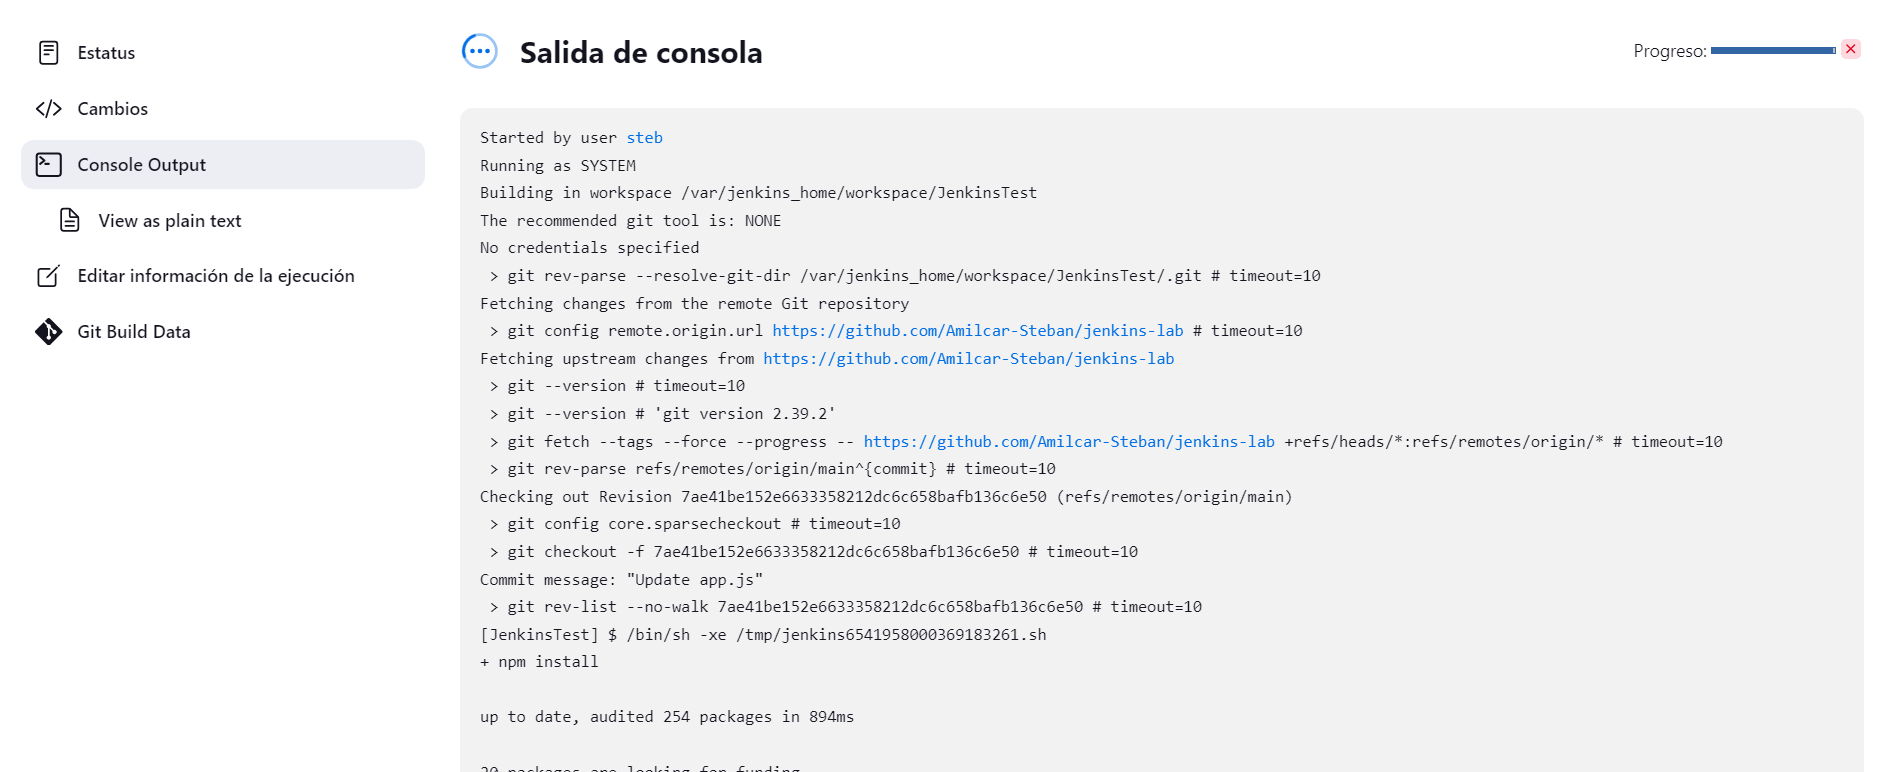 Estatus
Cambios
Console Output
View as plain text
Editar información de la ejecución
Git Build Data
Salida de consola
Progreso:
Started by user steb
Running as SYSTEM
Building in workspace /var/jenkins_home/workspace/JenkinsTest
The recommended git tool is: NONE
No credentials specified
 > git rev-parse --resolve-git-dir /var/jenkins_home/workspace/JenkinsTest/.git # timeout=10
Fetching changes from the remote Git repository
 > git config remote.origin.url https://github.com/Amilcar-Steban/jenkins-lab # timeout=10
Fetching upstream changes from https://github.com/Amilcar-Steban/jenkins-lab
 > git --version # timeout=10
 > git --version # 'git version 2.39.2'
 > git fetch --tags --force --progress -- https://github.com/Amilcar-Steban/jenkins-lab +refs/heads/*:refs/remotes/origin/* # timeout=10
 > git rev-parse refs/remotes/origin/main^{commit} # timeout=10
Checking out Revision 7ae41be152e6633358212dc6c658bafb136c6e50 (refs/remotes/origin/main)
 > git config core.sparsecheckout # timeout=10
 > git checkout -f 7ae41be152e6633358212dc6c658bafb136c6e50 # timeout=10
Commit message: "Update app.js"
 > git rev-list --no-walk 7ae41be152e6633358212dc6c658bafb136c6e50 # timeout=10
[JenkinsTest] $ /bin/sh -xe /tmp/jenkins6541958000369183261.sh
+ npm install
up to date, audited 254 packages in 894ms
20 packages are looking for funding